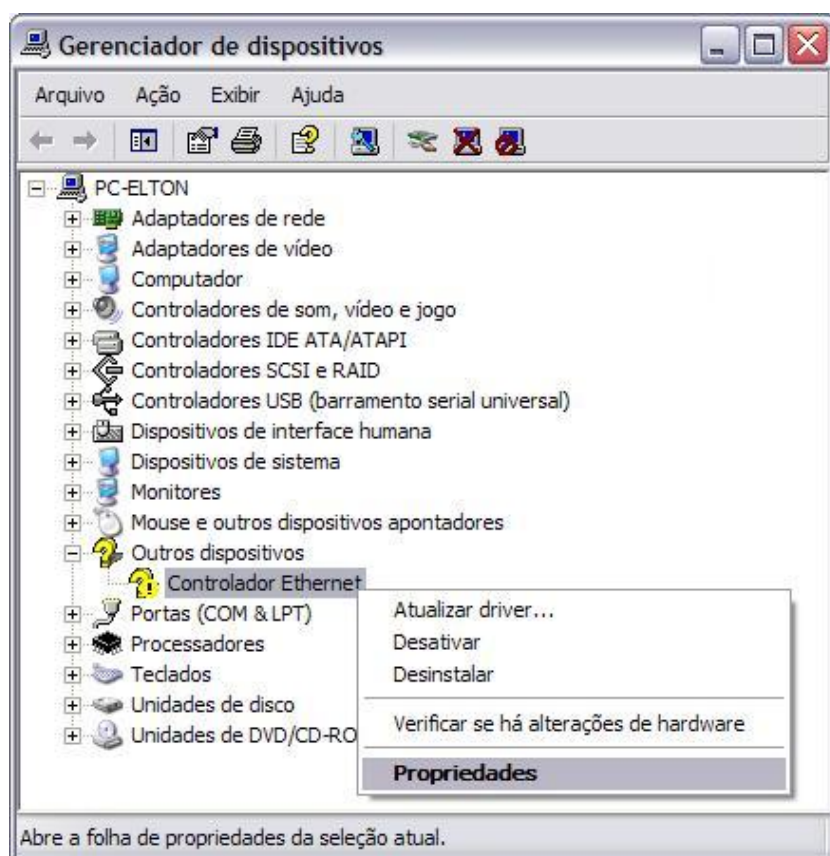 Gerenciador de dispositivos
Arquivo Ação Exibir Ajuda
PC-ELTON
Adaptadores de rede
Adaptadores de vídeo
Computador
Controladores de som, vídeo e jogo
Controladores IDE ATA/ATAPI
Controladores SCSI e RAID
Controladores USB (barramento serial universal)
Dispositivos de interface humana
Dispositivos de sistema
Monitores
Mouse e outros dispositivos apontadores
Outros dispositivos
Controlador Ethernet
Portas (COM & LPT)
Processadores
Teclados
Unidades de disco
Unidades de DVD/CD-RO
Atualizar driver...
Desativar
Desinstalar
Verificar se há alterações de hardware
Propriedades
Abre a folha de propriedades da seleção atual.